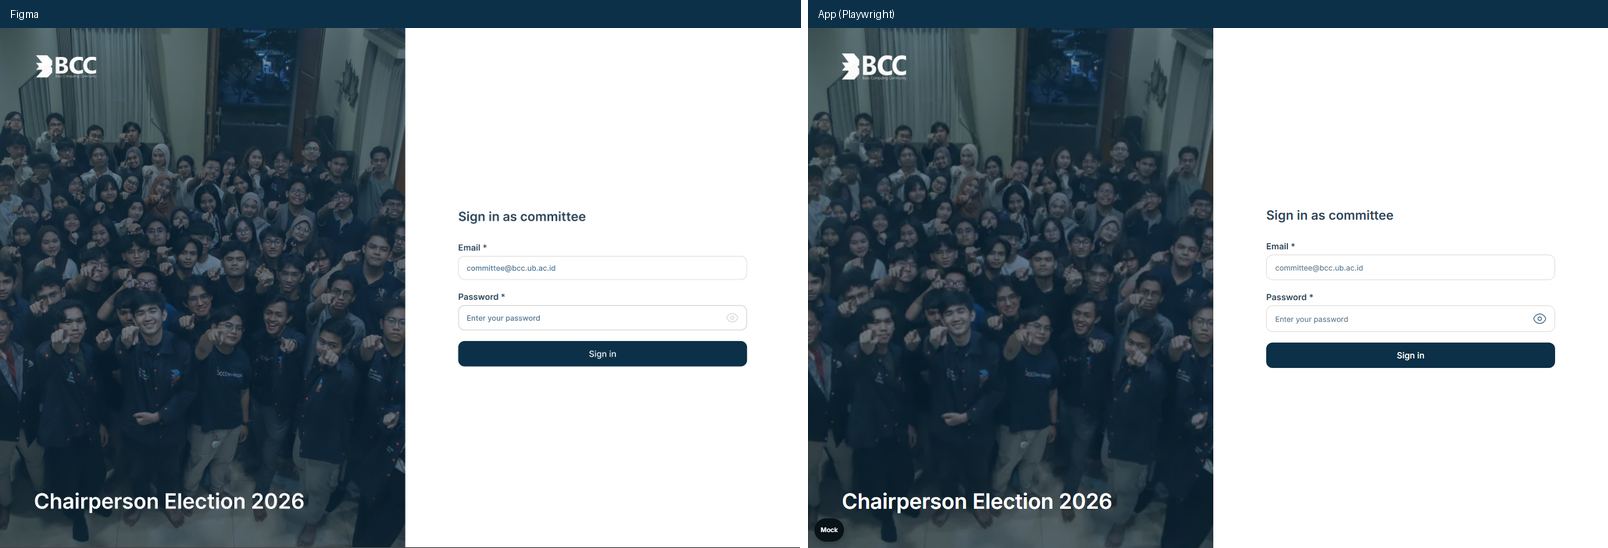 Figma
BCC
Sign in as committee
Email *
committee@bcc.ub.ac.id
Password *
Enter your password
Sign in
Chairperson Election 2026
App (Playwright)
BCC
Sign in as committee
Email *
committee@bcc.ub.ac.id
Password *
Enter your password
Sign in
Chairperson Election 2026
Mock